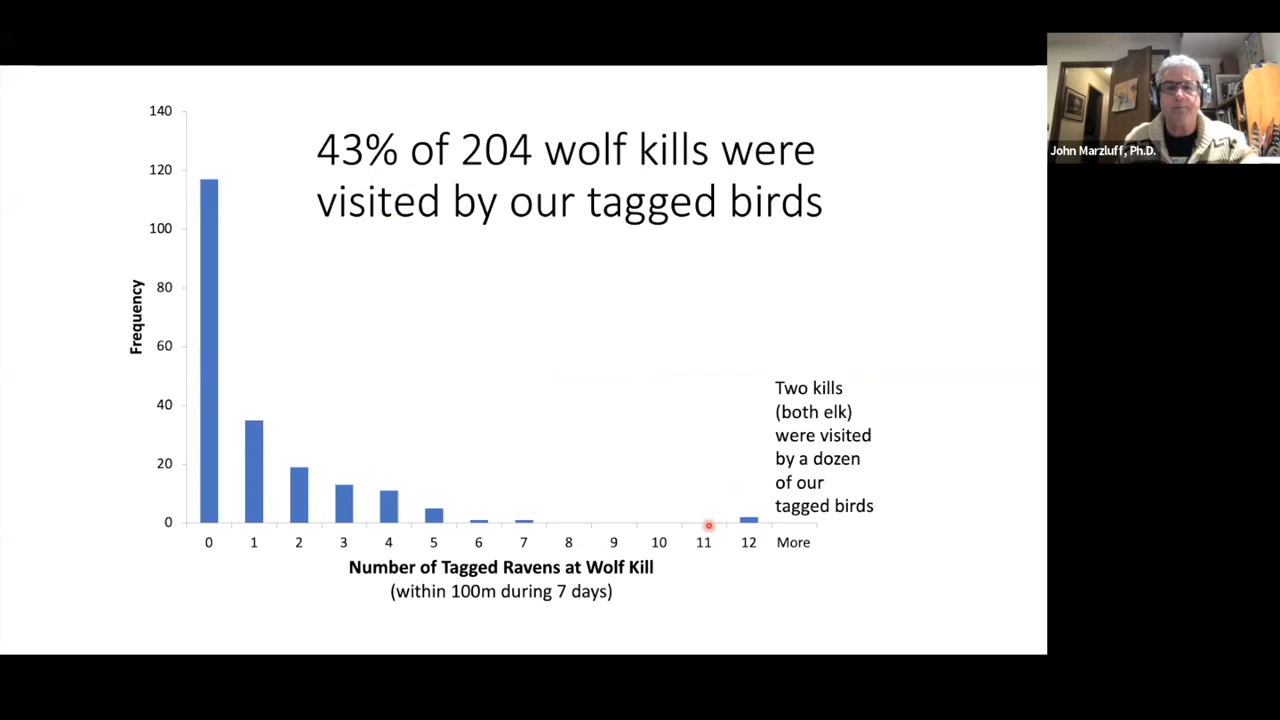 43% of 204 wolf kills were
visited by our tagged birds
John Marzluff, Ph.D.
140
120
100
80
60
40
20
0
Frequency
Two kills
(both elk)
were visited
by a dozen
of our
tagged birds
0 1 2 3 4 5 6 7 8 9 10 11 12 More
Number of Tagged Ravens at Wolf Kill
(within 100m during 7 days)